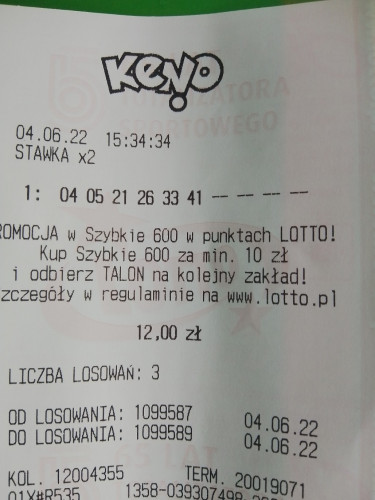 KENO
04.06.22 15:34:34
STAWKA x2
1: 04 05 21 26 33 41 -- -- -- --
ROMOCJA w Szybkie 600 w punktach LOTTO!
Kup Szybkie 600 za min. 10 zł
i odbierz TALON na kolejny zakład!
zczegóły w regulaminie na www.lotto.pl
12,00 zł
LICZBA LOSOWAŃ: 3
OD LOSOWANIA: 1099587 04.06.22
DO LOSOWANIA: 1099589 04.06.22
KOL. 12004355 TERM. 20019071